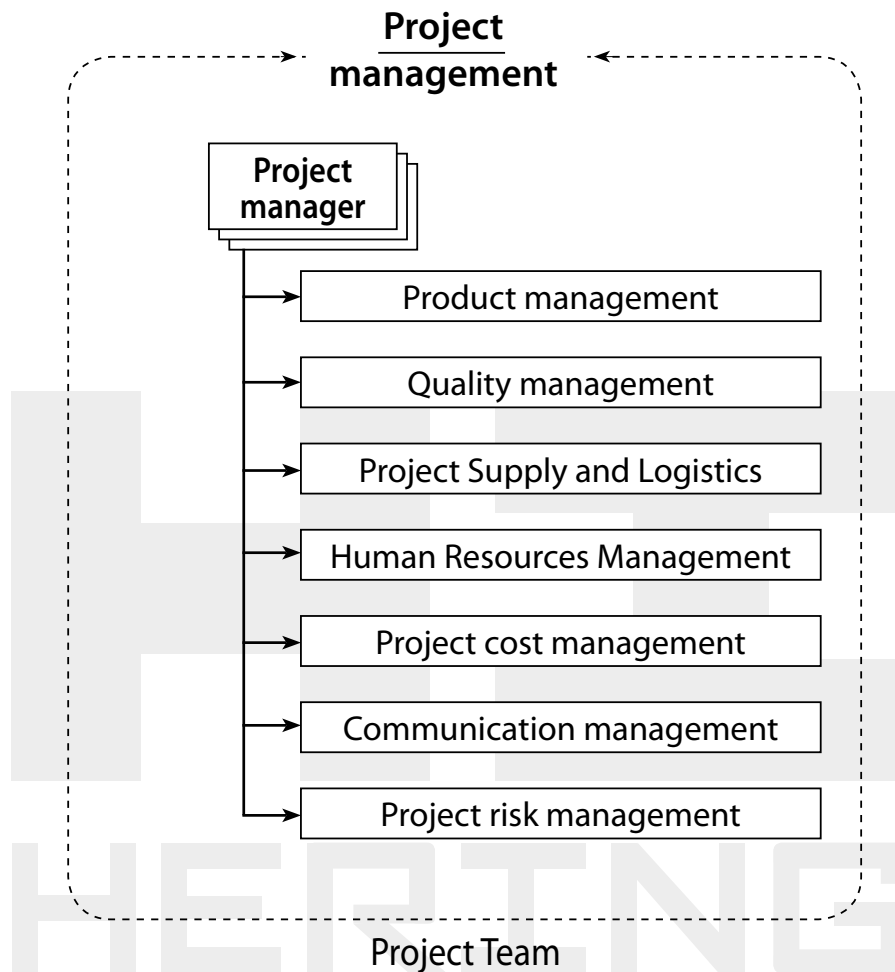 Project
management
Project
manager
Product management
Quality management
Project Supply and Logistics
Human Resources Management
Project cost management
Communication management
Project risk management
HERING
Project Team